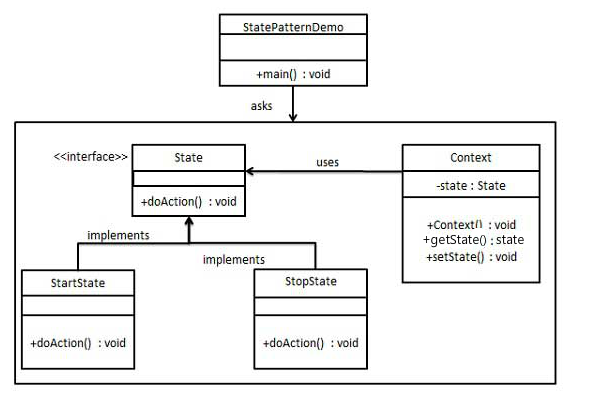 StatePatternDemo
+main() : void
asks
<<interface>>
State
+doAction() : void
uses
Context
-state : State
+Context() : void
+getState() : state
+setState() : void
implements
implements
StartState
+doAction() : void
StopState
+doAction() : void